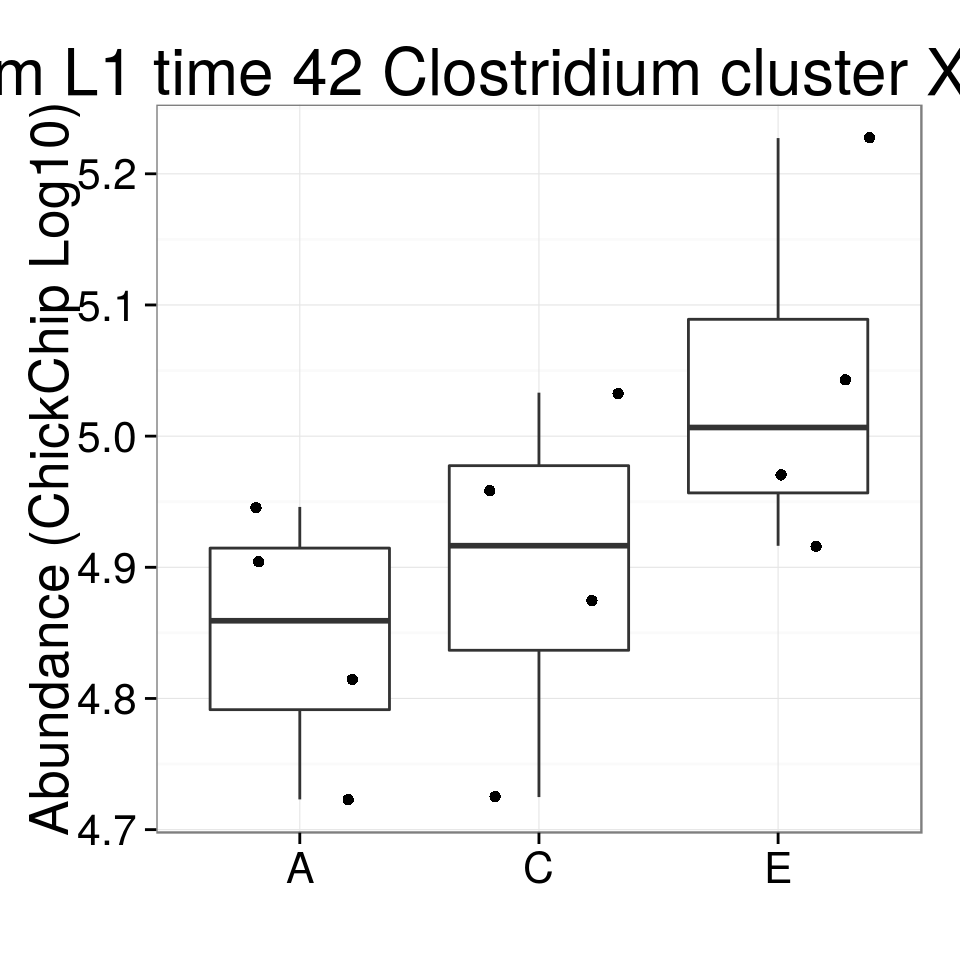 m L1 time 42 Clostridium cluster X
Abundance (ChickChip Log10)
5.2
5.1
5.0
4.9
4.8
4.7
A C E